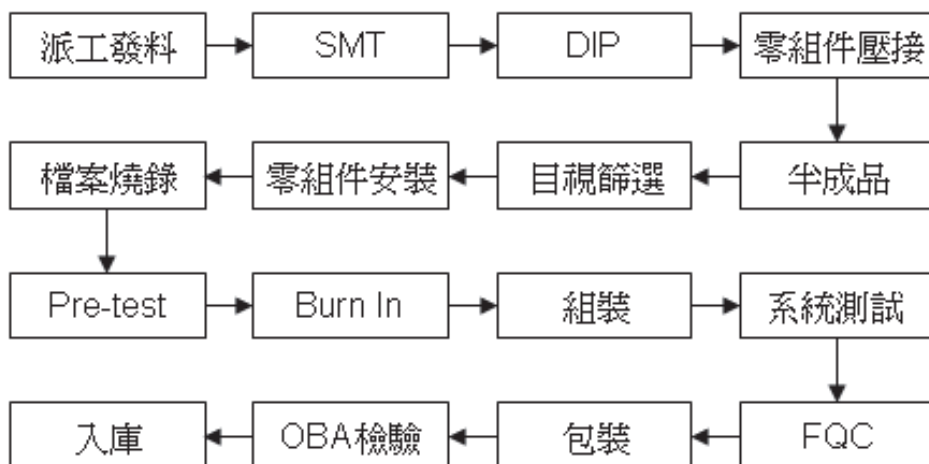 派工發料
SMT
DIP
零組件壓接
半成品
目視篩選
零組件安裝
檔案燒錄
Pre-test
Burn In
組裝
系統測試
FQC
包裝
OBA檢驗
入庫